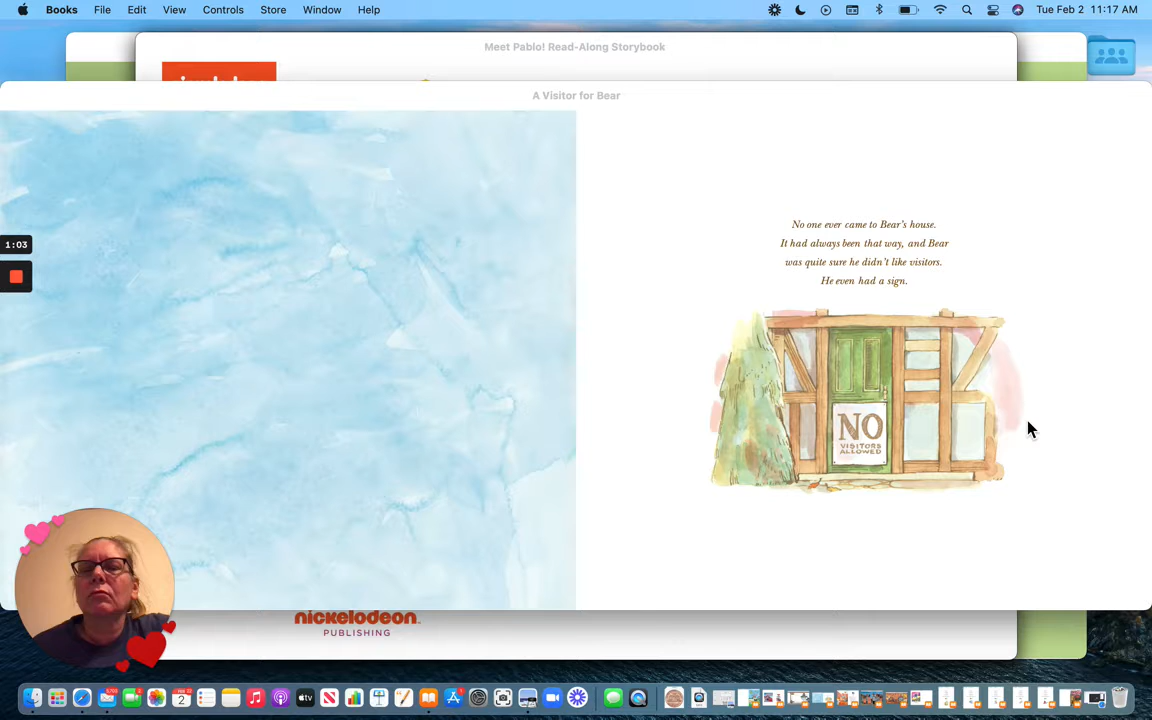 Books File Edit View Controls Store Window Help Tue Feb 2 11:17 AM
Meet Pablo! Read-Along Storybook
A Visitor for Bear
No one ever came to Bear's house.
It had always been that way, and Bear
was quite sure he didn't like visitors.
He even had a sign.
1:03
NO
VISITORS
ALLOWED
nickelodeon
PUBLISHING